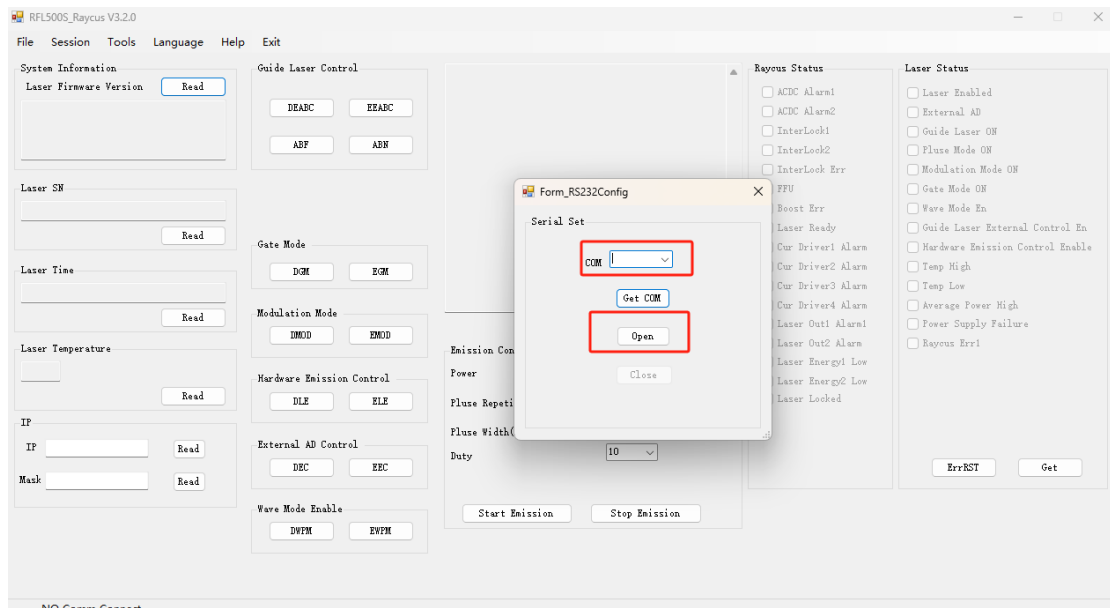 RFL500S_Raycus V3.2.0
File Session Tools Language Help Exit
System Information
Laser Firmware Version Read
Laser SN
Read
Laser Time
Read
Laser Temperature
Read
IP
IP Read
Mask Read
Guide Laser Control
DEABC EEABC
ABF ABN
Gate Mode
DGM EGM
Modulation Mode
DMOD EMOD
Hardware Emission Control
DLE ELE
External AD Control
DEC EEC
Wave Mode Enable
DWPM EWPM
Emission Con
Power
Pluse Repeti
Pluse Width(
Duty 10
Start Emission Stop Emission
Form_RS232Config
Serial Set
COM
Get COM
Open
Close
Raycus Status
ACDC Alarm1
ACDC Alarm2
InterLock1
InterLock2
InterLock Err
FFU
Boost Err
Laser Ready
Cur Driver1 Alarm
Cur Driver2 Alarm
Cur Driver3 Alarm
Cur Driver4 Alarm
Laser Out1 Alarm1
Laser Out2 Alarm
Laser Energy1 Low
Laser Energy2 Low
Laser Locked
Laser Status
Laser Enabled
External AD
Guide Laser ON
Pluse Mode ON
Modulation Mode ON
Gate Mode ON
Wave Mode En
Guide Laser External Control En
Hardware Emission Control Enable
Temp High
Temp Low
Average Power High
Power Supply Failure
Raycus Err1
ErrRST Get
NO Comm Connect